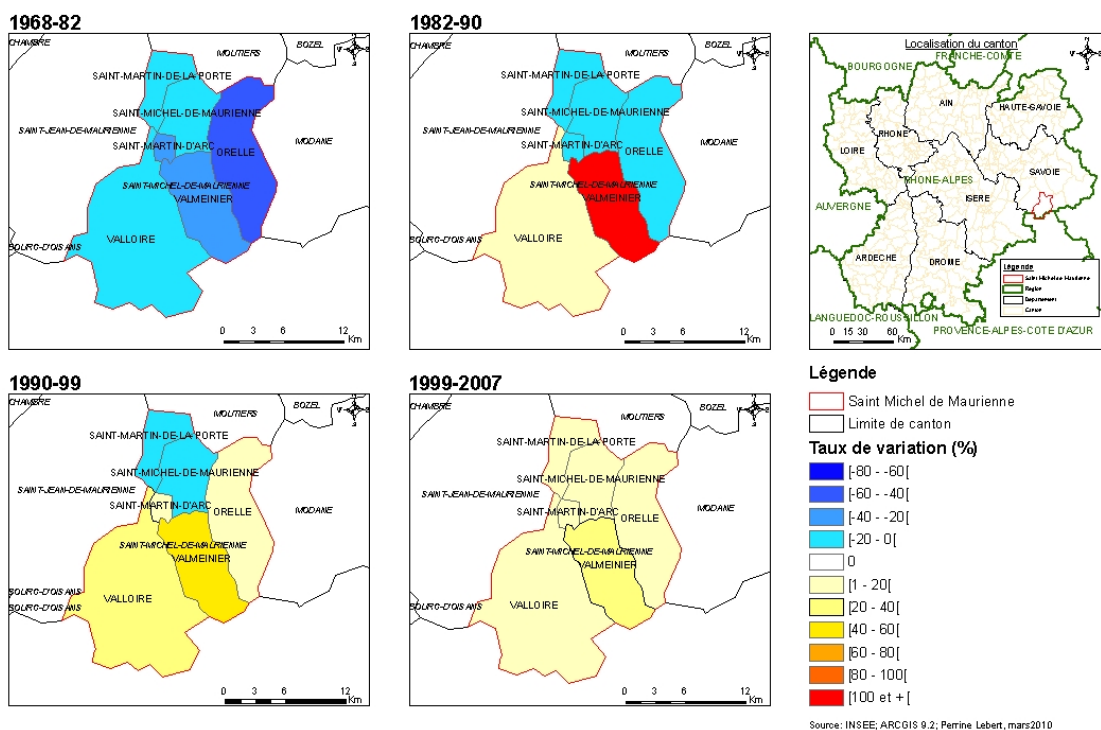 1968-82
CHAMBRE
MOUTIERS
BOZEL
SAINT-MARTIN-DE-LA PORTE
SAINT-MICHEL-DE-MAURIENNE
SAINT-JEAN-DE-MAURIENNE
SAINT-MARTIN-D'ARC
ORELLE
MODANE
SAINT-MICHEL-DE-MAURIENNE
VALMEINIER
VALLOIRE
BOURG-D'OISANS
0 3 6 12
Km
1982-90
CHAMBRE
MOUTIERS
BOZEL
SAINT-MARTIN-DE-LA PORTE
SAINT-MICHEL-DE-MAURIENNE
SAINT-JEAN-DE-MAURIENNE
SAINT-MARTIN-D'ARC
ORELLE
MODANE
SAINT-MICHEL-DE-MAURIENNE
VALMEINIER
VALLOIRE
BOURG-D'OISANS
0 3 6 12
Km
Localisation du canton
FRANCHE-COMTE
BOURGOGNE
AIN
HAUTE-SAVOIE
RHONE
LOIRE
SAVOIE
RHONE-ALPES
ISERE
AUVERGNE
ARDECHE
DROME
Légende
Saint Michel de Maurienne
Région
Département
Canton
LANGUEDOC-ROUSSILLON
0 15 30 60
Km
PROVENCE-ALPES-COTE D'AZUR
1990-99
CHAMBRE
MOUTIERS
BOZEL
SAINT-MARTIN-DE-LA PORTE
SAINT-MICHEL-DE-MAURIENNE
SAINT-JEAN-DE-MAURIENNE
SAINT-MARTIN-D'ARC
ORELLE
MODANE
SAINT-MICHEL-DE-MAURIENNE
VALMEINIER
VALLOIRE
BOURG-D'OISANS
BOURG-D'OISANS
0 3 6 12
Km
1999-2007
CHAMBRE
MOUTIERS
BOZEL
SAINT-MARTIN-DE-LA PORTE
SAINT-MICHEL-DE-MAURIENNE
SAINT-JEAN-DE-MAURIENNE
SAINT-MARTIN-D'ARC
ORELLE
MODANE
SAINT-MICHEL-DE-MAURIENNE
VALMEINIER
VALLOIRE
BOURG-D'OISANS
0 3 6 12
Km
Légende
Saint Michel de Maurienne
Limite de canton
Taux de variation (%)
[-80 - -60[
[-60 - -40[
[-40 - -20[
[-20 - 0[
0
[1 - 20[
[20 - 40[
[40 - 60[
[60 - 80[
[80 - 100[
[100 et + [
Source: INSEE; ARCGIS 9.2; Perrine Lebert, mars2010